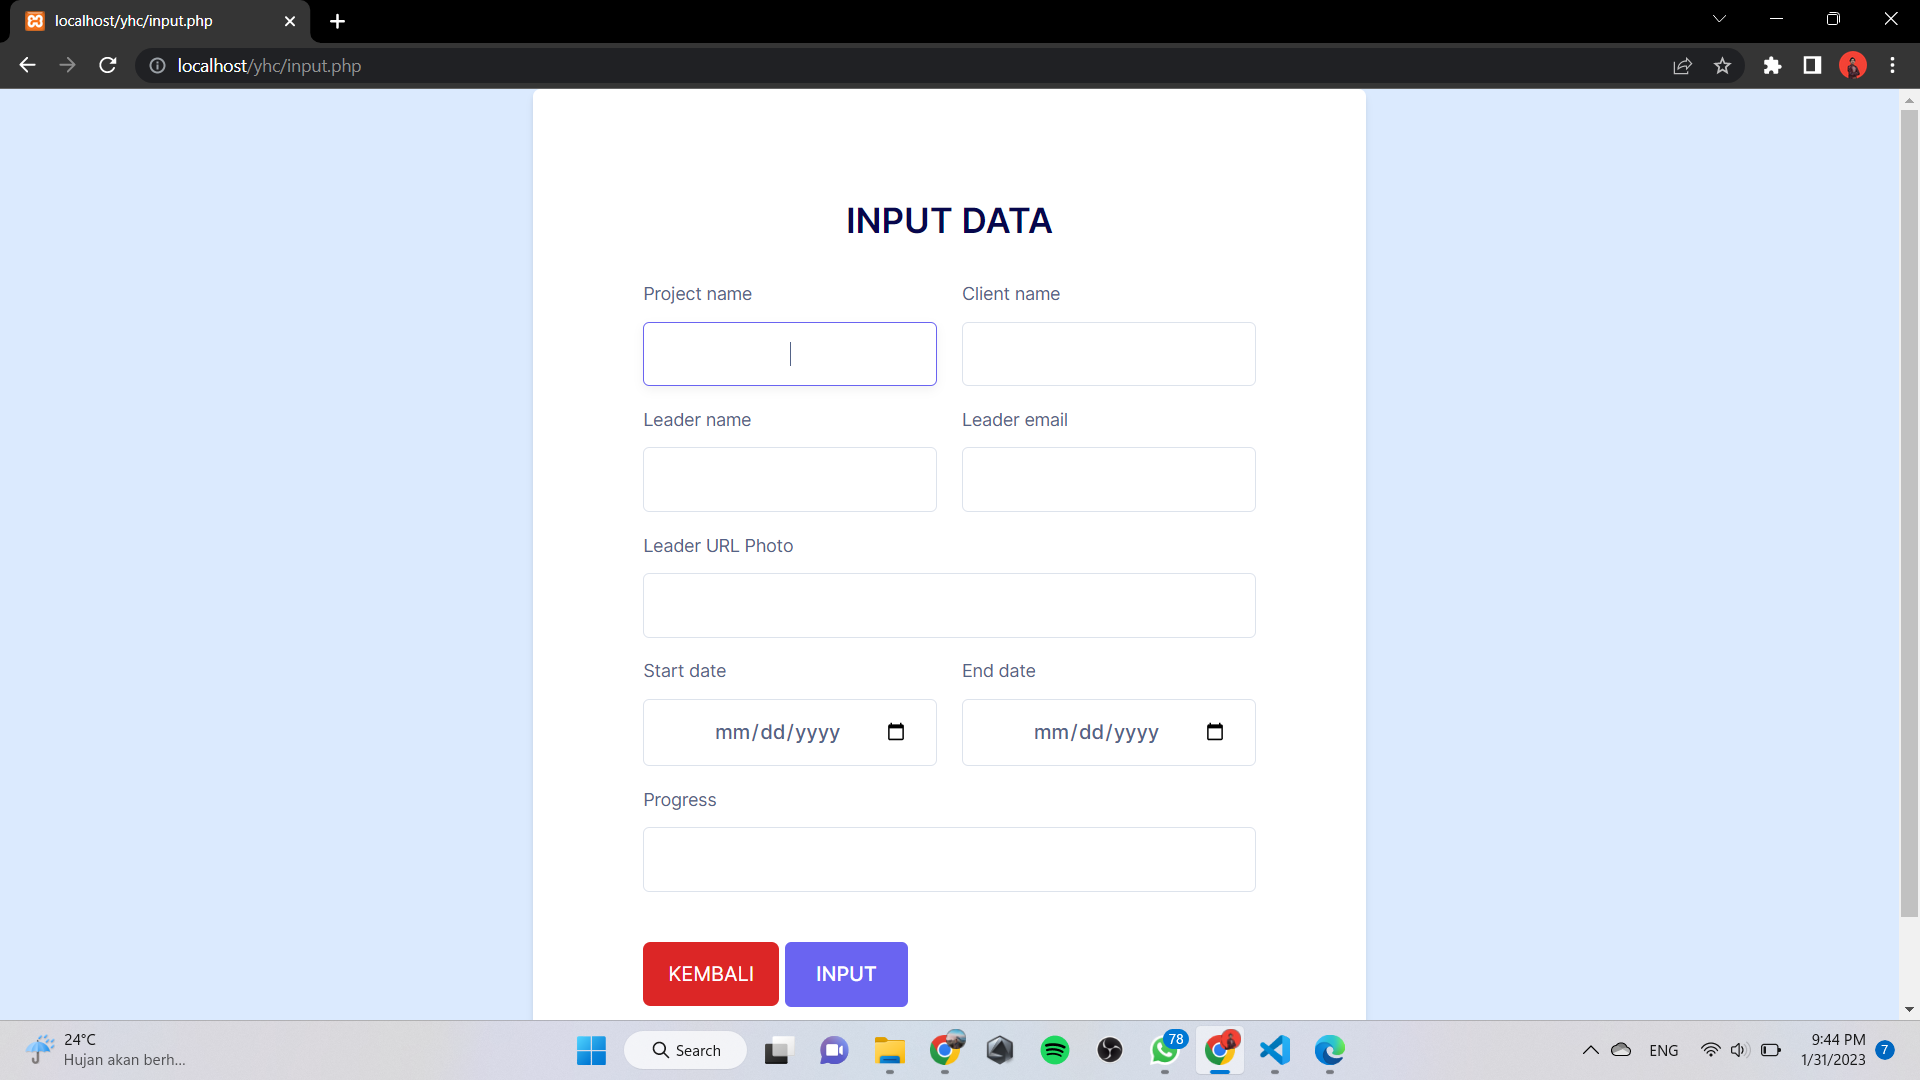 localhost/yhc/input.php
localhost/yhc/input.php
INPUT DATA
Project name
Client name
Leader name
Leader email
Leader URL Photo
Start date
End date
mm/dd/yyyy
mm/dd/yyyy
Progress
KEMBALI
INPUT
24°C
Hujan akan berh...
Search
78
ENG
9:44 PM
1/31/2023
7